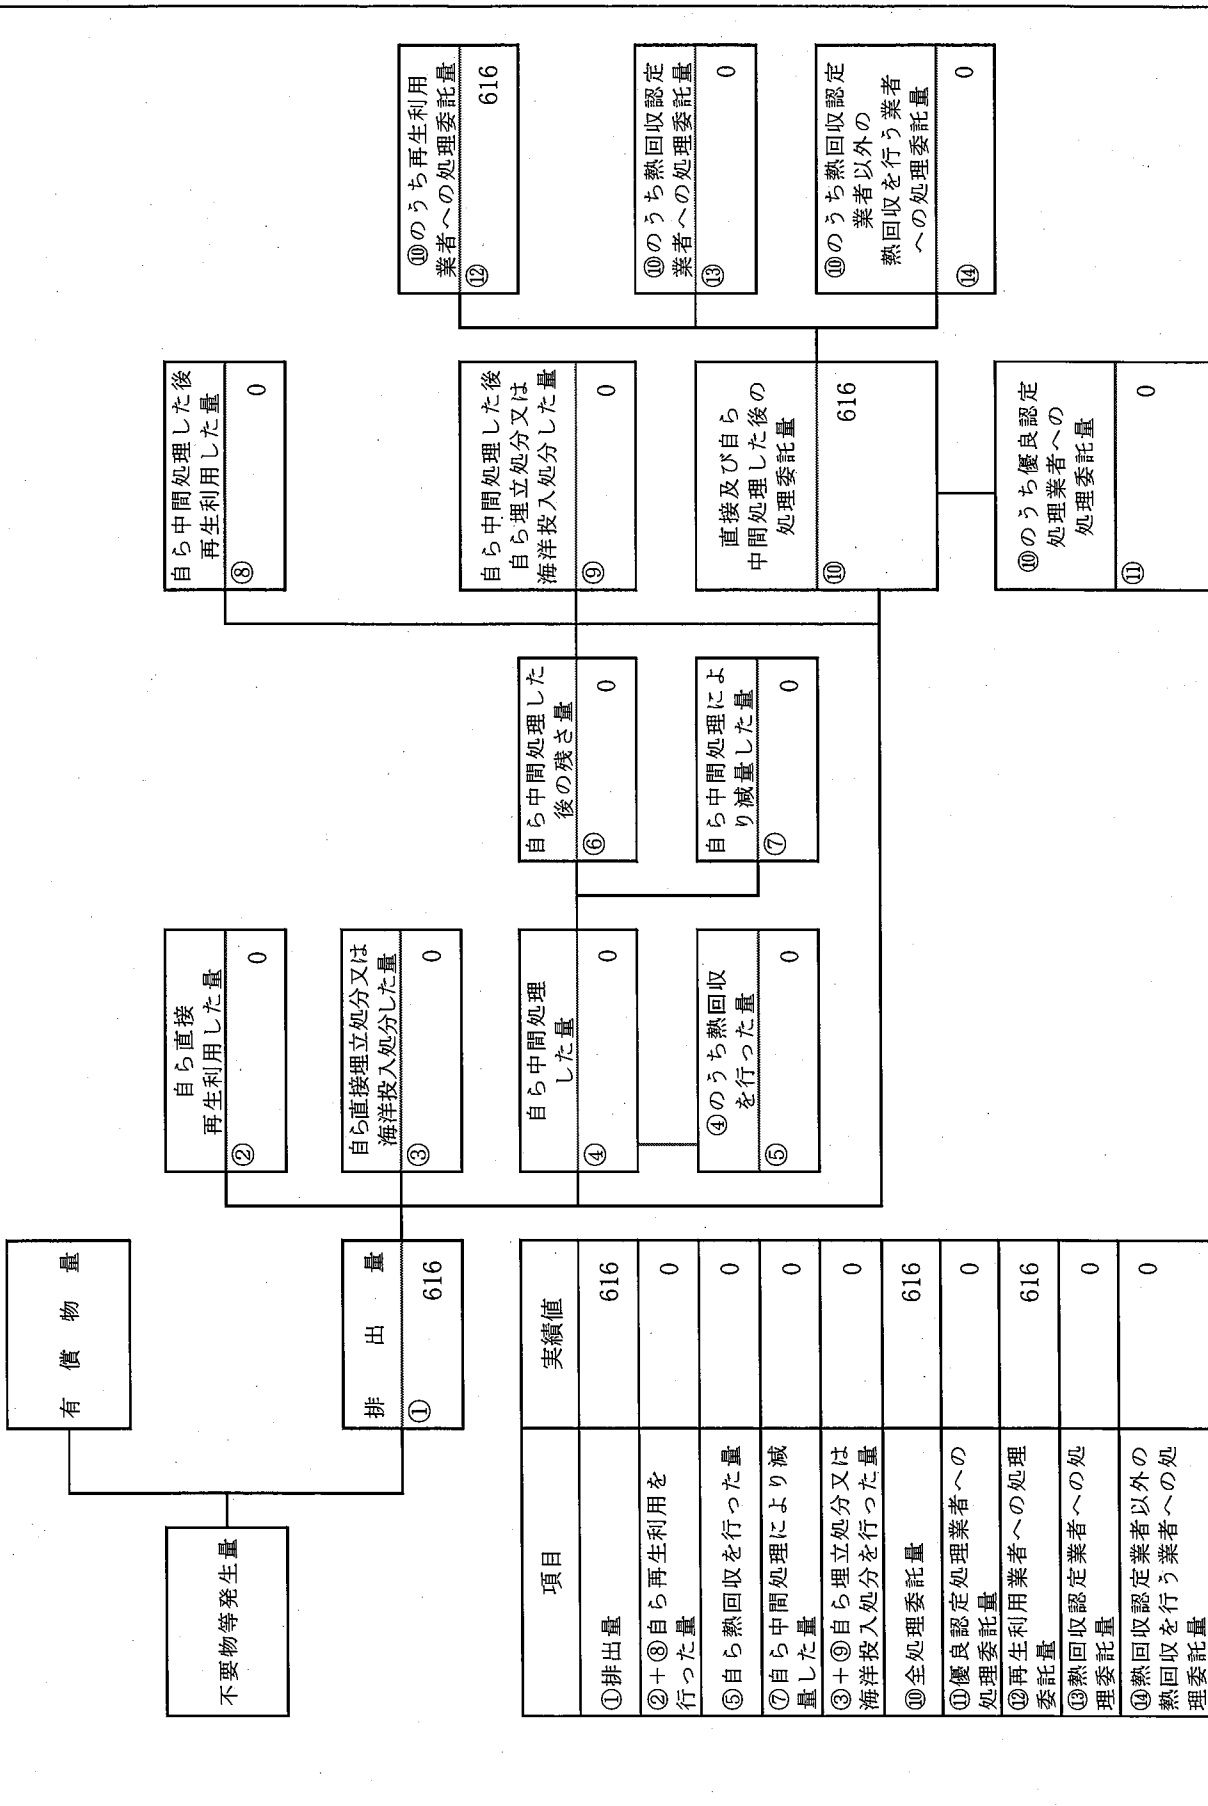 不要物等発生量
有償物量
排出量
①
616
自ら直接
再生利用した量
②
0
自ら直接埋立処分又は
海洋投入処分した量
③
0
自ら中間処理
した量
④
0
④のうち熱回収
を行った量
⑤
0
自ら中間処理した
後の残さ量
⑥
0
自ら中間処理によ
り減量した量
⑦
0
自ら中間処理した後
再生利用した量
⑧
0
自ら中間処理した後
自ら埋立処分又は
海洋投入処分した量
⑨
0
直接及び自ら
中間処理した後の
処理委託量
⑩
616
⑩のうち優良認定
処理業者への
処理委託量
⑪
0
⑩のうち再生利用
業者への処理委託量
⑫
616
⑩のうち熱回収認定
業者への処理委託量
⑬
0
⑩のうち熱回収認定
業者以外の
熱回収を行う業者
への処理委託量
⑭
0
項目 実績値
①排出量 616
②+⑧自ら再生利用を
行った量 0
⑤自ら熱回収を行った量 0
⑦自ら中間処理により減
量した量 0
③+⑨自ら埋立処分又は
海洋投入処分を行った量 0
⑩全処理委託量 616
⑪優良認定処理業者への
処理委託量 0
⑫再生利用業者への処理
委託量 616
⑬熱回収認定業者への処
理委託量 0
⑭熱回収認定業者以外の
熱回収を行う業者への処
理委託量 0